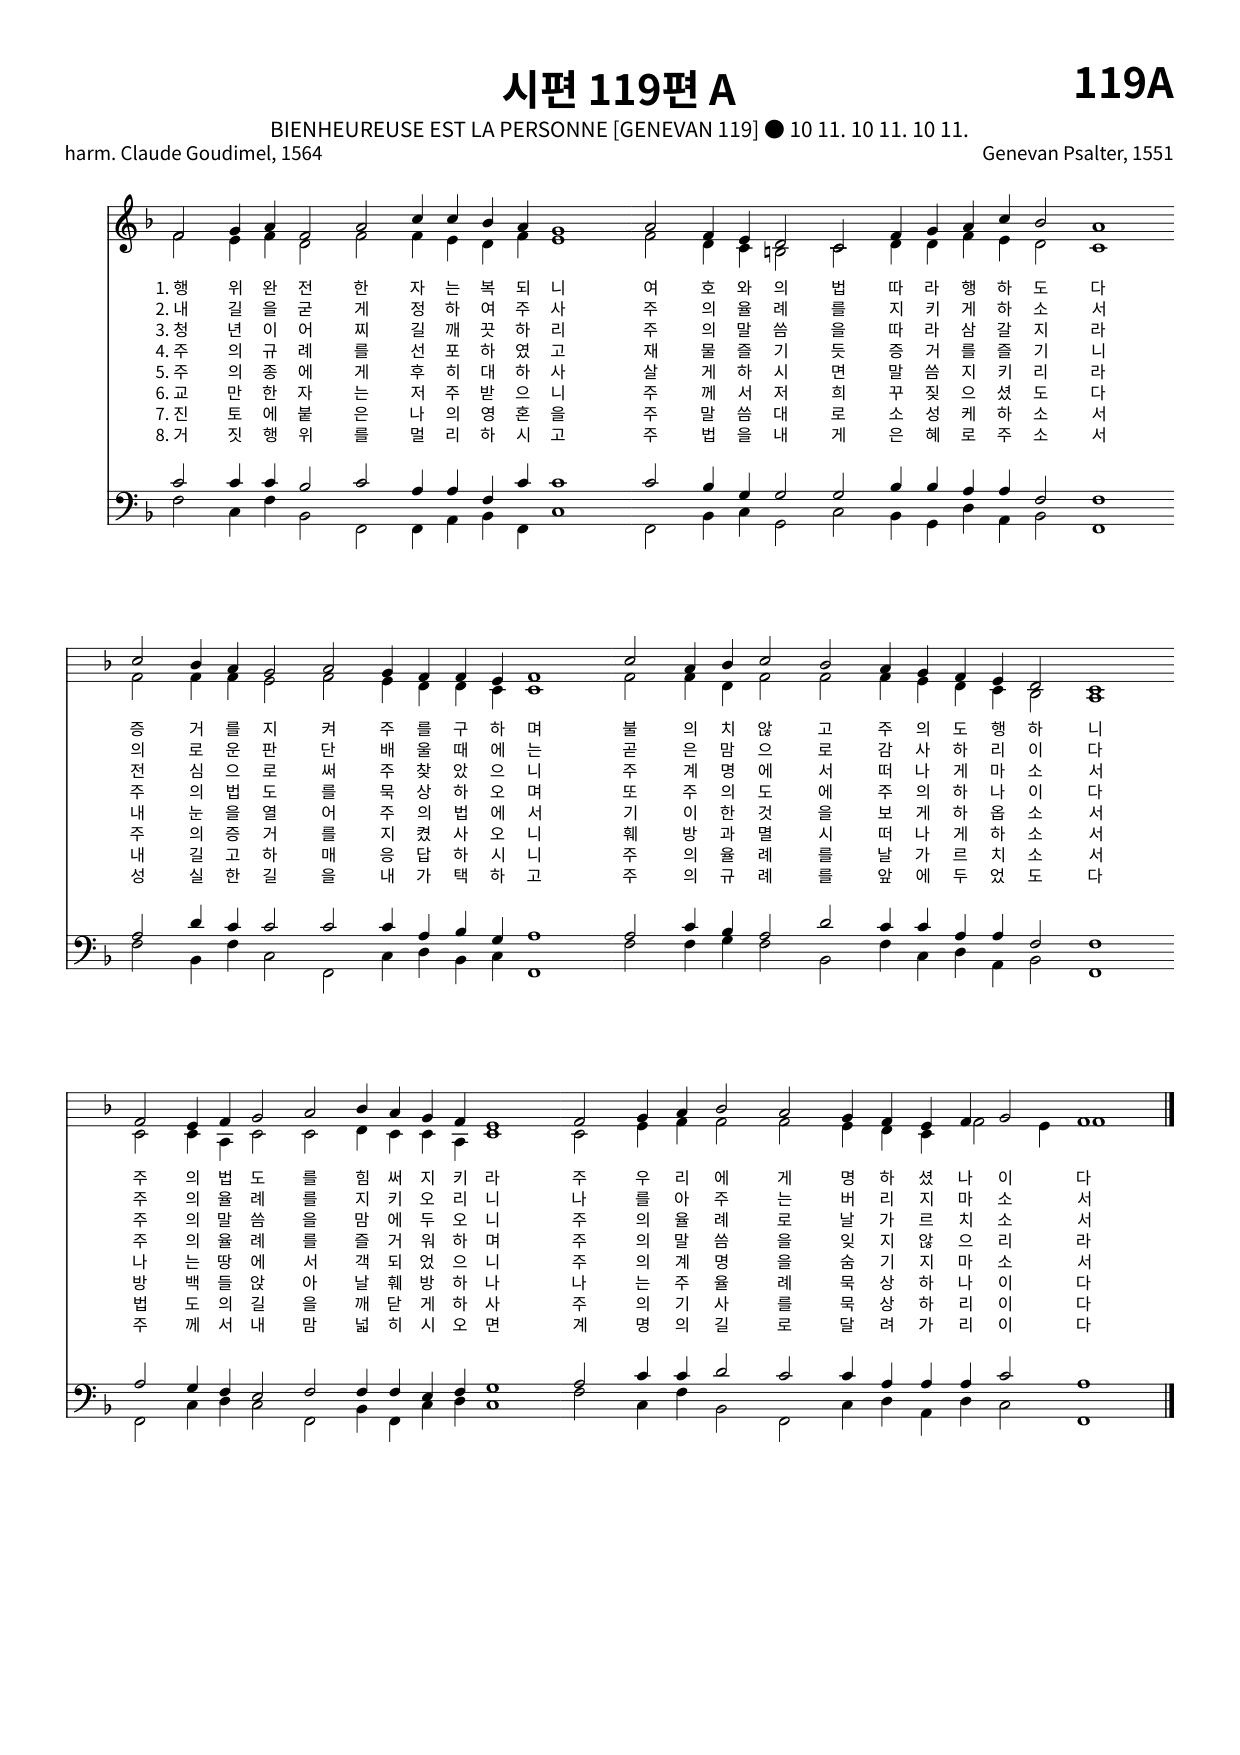 119A
시편 119편 A
BIENHEUREUSE EST LA PERSONNE [GENEVAN 119] ● 10 11. 10 11. 10 11.
harm. Claude Goudimel, 1564 Genevan Psalter, 1551
1. 행 위 완 전 한 자 는 복 되 니 여 호 와 의 법 따 라 행 하 도 다
2. 내 길 을 굳 게 정 하 여 주 사 주 의 율 례 를 지 키 게 하 소 서
3. 청 년 이 어 찌 길 깨 끗 하 리 주 의 말 씀 을 따 라 삼 갈 지 라
4. 주 의 규 례 를 선 포 하 였 고 재 물 즐 기 듯 증 거 를 즐 기 니
5. 주 의 종 에 게 후 히 대 하 사 살 게 하 시 면 말 씀 지 키 리 라
6. 교 만 한 자 는 저 주 받 으 니 주 께 서 저 희 꾸 짖 으 셨 도 다
7. 진 토 에 붙 은 나 의 영 혼 을 주 말 씀 대 로 소 성 케 하 소 서
8. 거 짓 행 위 를 멀 리 하 시 고 주 법 을 내 게 은 혜 로 주 소 서
증 거 를 지 켜 주 를 구 하 며 불 의 치 않 고 주 의 도 행 하 니
의 로 운 판 단 배 울 때 에 는 곧 은 맘 으 로 감 사 하 리 이 다
전 심 으 로 써 주 찾 았 으 니 주 계 명 에 서 떠 나 게 마 소 서
주 의 법 도 를 묵 상 하 오 며 또 주 의 도 에 주 의 하 나 이 다
내 눈 을 열 어 주 의 법 에 서 기 이 한 것 을 보 게 하 옵 소 서
주 의 증 거 를 지 켰 사 오 니 훼 방 과 멸 시 떠 나 게 하 소 서
내 길 고 하 매 응 답 하 시 니 주 의 율 례 를 날 가 르 치 소 서
성 실 한 길 을 내 가 택 하 고 주 의 규 례 를 앞 에 두 었 도 다
주 의 법 도 를 힘 써 지 키 라 주 우 리 에 게 명 하 셨 나 이 다
주 의 율 례 를 지 키 오 리 니 나 를 아 주 는 버 리 지 마 소 서
주 의 말 씀 을 맘 에 두 오 니 주 의 율 례 로 날 가 르 치 소 서
주 의 율 례 를 즐 거 워 하 며 주 의 말 씀 을 잊 지 않 으 리 라
나 는 땅 에 서 객 되 었 으 니 주 의 계 명 을 숨 기 지 마 소 서
방 백 들 앉 아 날 훼 방 하 나 나 는 주 율 례 묵 상 하 나 이 다
법 도 의 길 을 깨 닫 게 하 사 주 의 기 사 를 묵 상 하 리 이 다
주 께 서 내 맘 넓 히 시 오 면 계 명 의 길 로 달 려 가 리 이 다